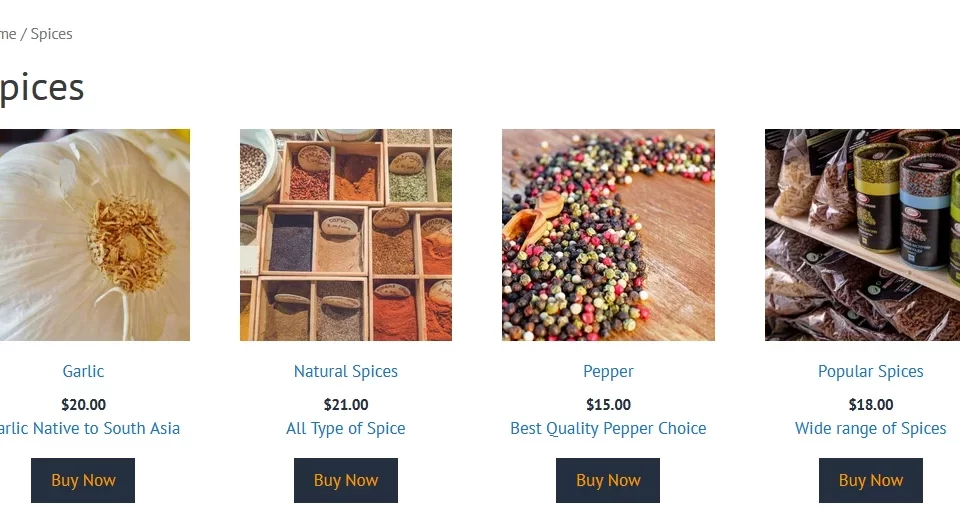 me / Spices
pices
Garlic
Natural Spices
Pepper
Popular Spices
$20.00
$21.00
$15.00
$18.00
arlic Native to South Asia
All Type of Spice
Best Quality Pepper Choice
Wide range of Spices
Buy Now
Buy Now
Buy Now
Buy Now